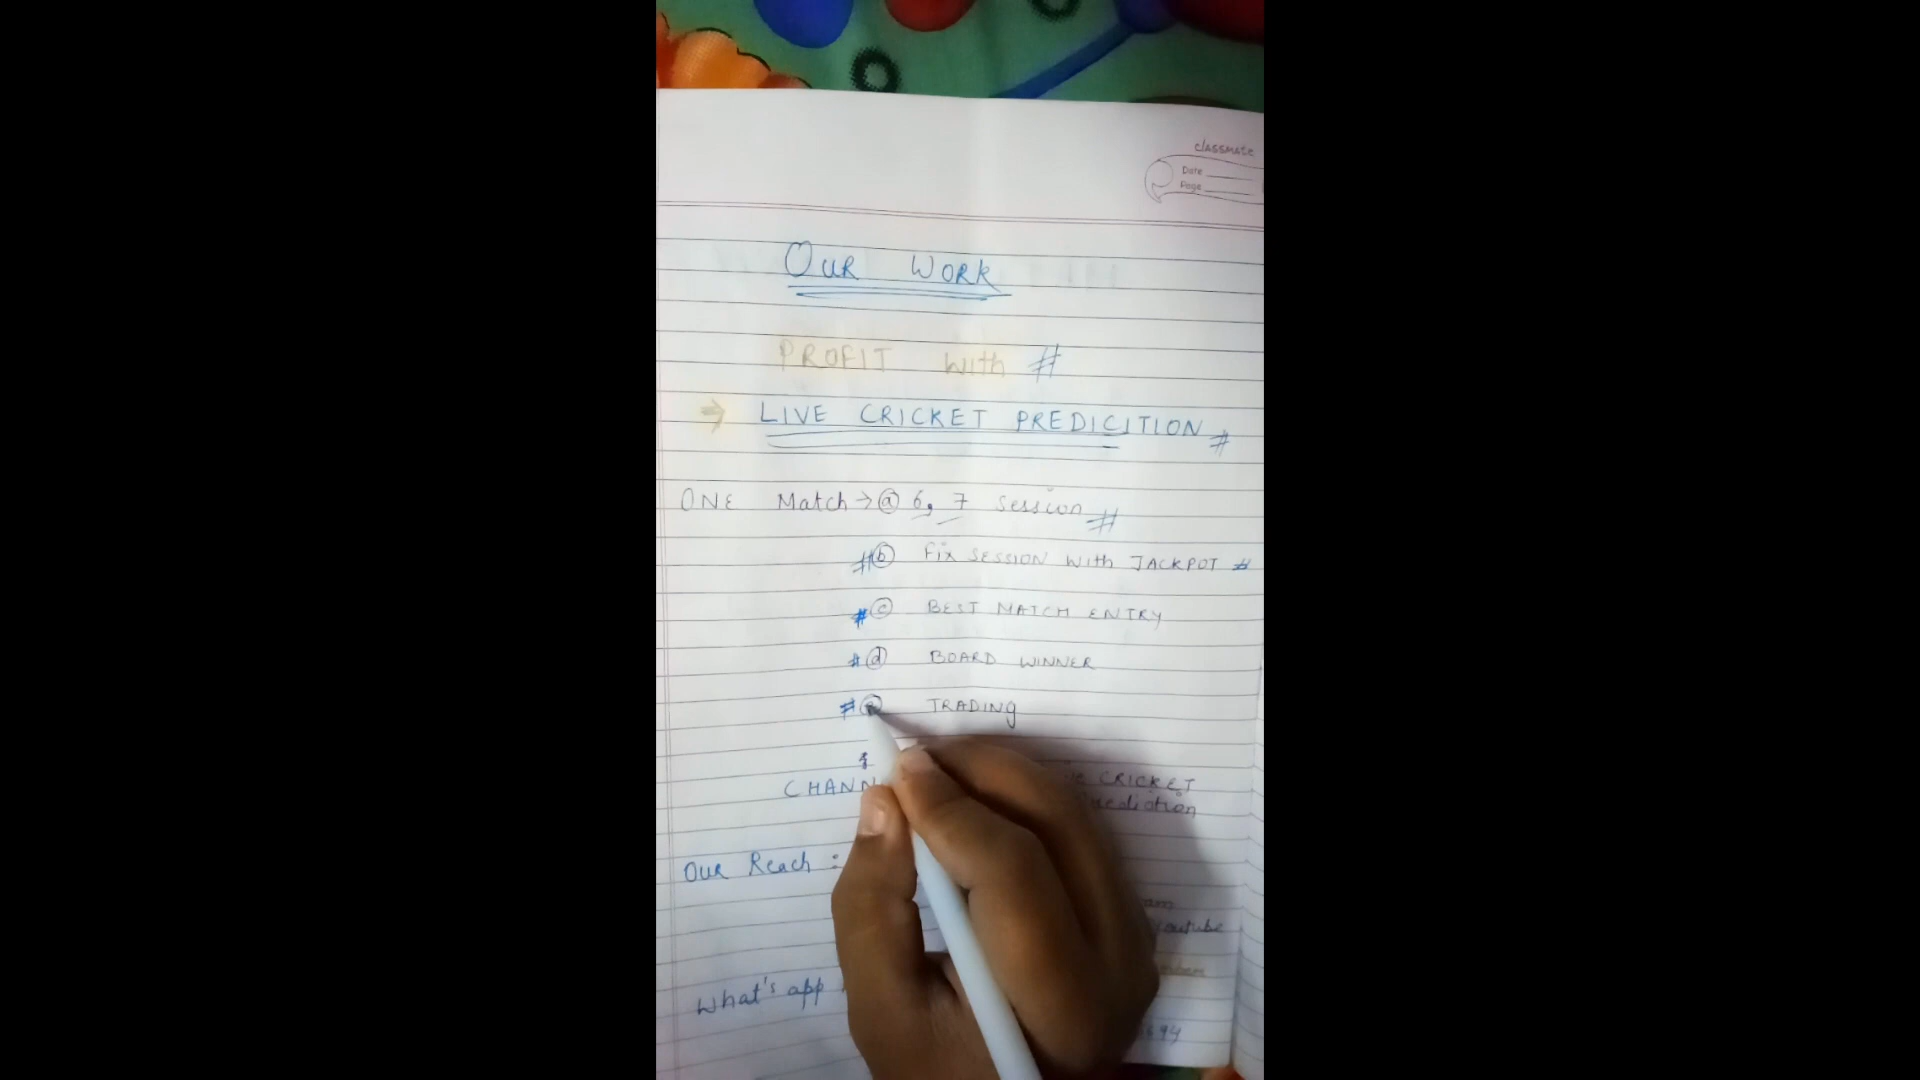 classmate
Date
Page
OUR WORK
PROFIT with #
⇒ LIVE CRICKET PREDICITION #
ONE Match → ⓐ 6, 7 Session #
# ⓑ Fix SESSION With JACKPOT #
# ⓒ BEST MATCH ENTRY
# ⓓ BOARD WINNER
# ⓔ TRADINg
CRICKET
OUR Reach :
Youtube
What's app